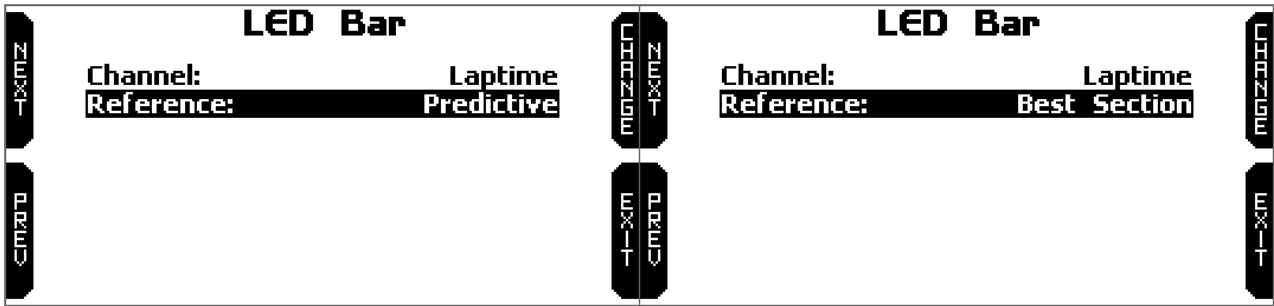 LED Bar
NEXT
CHANGE
Channel: Laptime
Reference: Predictive
PREV
EXIT
LED Bar
NEXT
CHANGE
Channel: Laptime
Reference: Best Section
PREV
EXIT